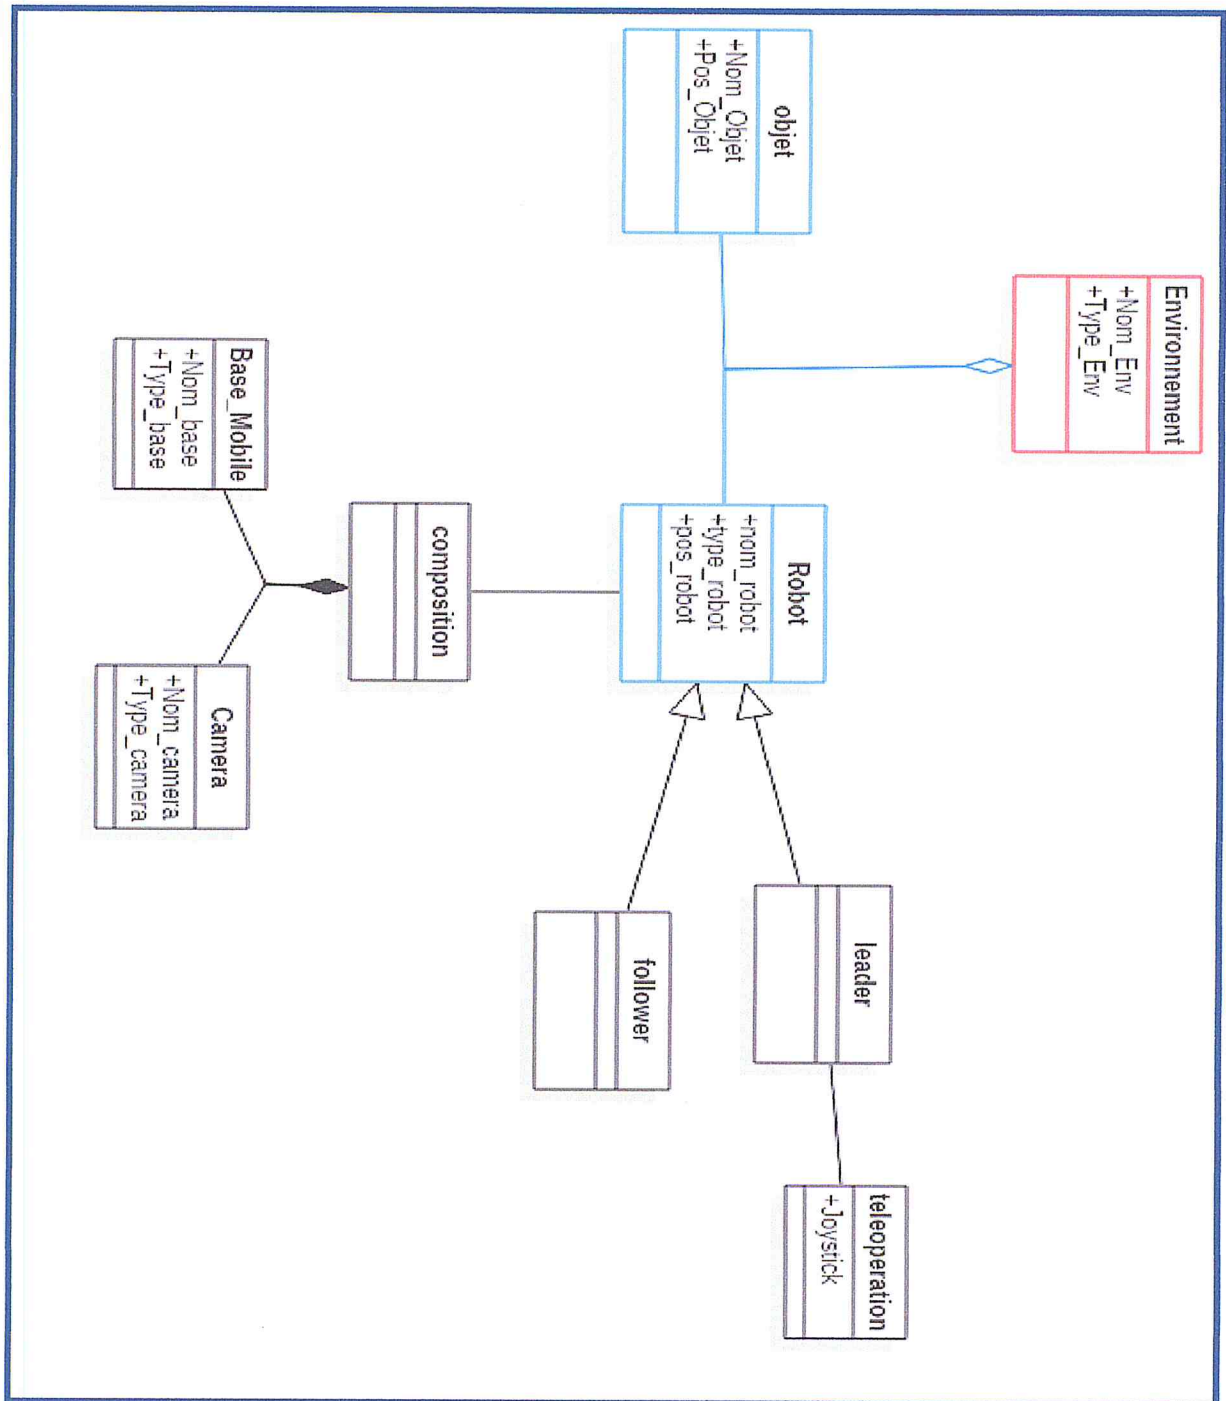 Environnement
+Nom_Env
+Type_Env
objet
+Nom_Objet
+Pos_Objet
Robot
+nom_robot
+type_robot
+pos_robot
leader
teleoperation
+Joystick
follower
composition
Base_Mobile
+Nom_base
+Type_base
Camera
+Nom_camera
+Type_camera